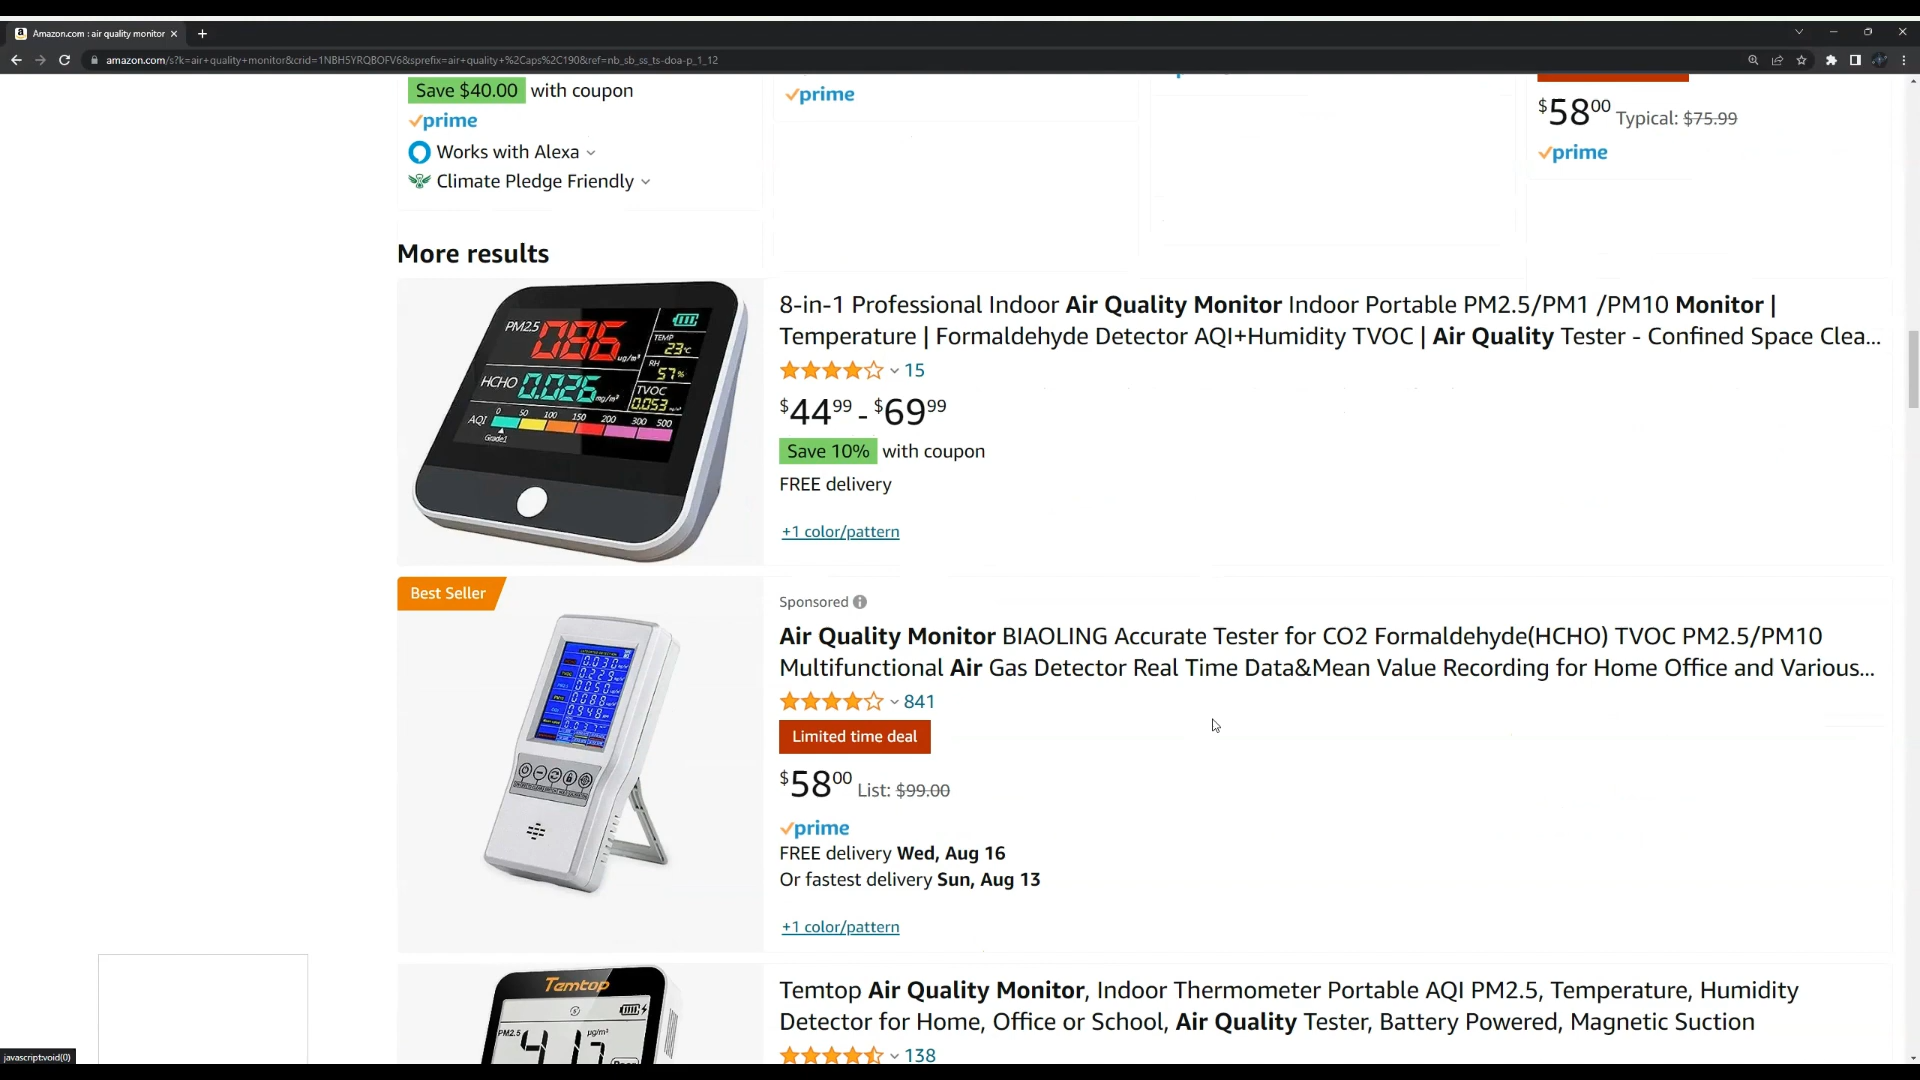 Amazon.com : air quality monitor
amazon.com/s?k=air+quality+monitor&crid=1NBH5YRQBOFV6&sprefix=air+quality+%2Caps%2C190&ref=nb_sb_ss_ts-doa-p_1_12
Save $40.00 with coupon
prime
Works with Alexa
Climate Pledge Friendly
prime
$58.00 Typical: $75.99
prime
More results
PM2.5 086 ug/m³
TEMP
23°C
RH
57%
HCHO 0.026 mg/m³
TVOC
0.053
AQI 0 50 100 150 200 300 500
Grade1
8-in-1 Professional Indoor Air Quality Monitor Indoor Portable PM2.5/PM1 /PM10 Monitor |
Temperature | Formaldehyde Detector AQI+Humidity TVOC | Air Quality Tester - Confined Space Clea...
15
$44.99 - $69.99
Save 10% with coupon
FREE delivery
+1 color/pattern
Best Seller
Sponsored
Air Quality Monitor BIAOLING Accurate Tester for CO2 Formaldehyde(HCHO) TVOC PM2.5/PM10
Multifunctional Air Gas Detector Real Time Data&Mean Value Recording for Home Office and Various...
841
Limited time deal
$58.00 List: $99.00
prime
FREE delivery Wed, Aug 16
Or fastest delivery Sun, Aug 13
+1 color/pattern
Temtop
PM2.5
µg/m³
Temtop Air Quality Monitor, Indoor Thermometer Portable AQI PM2.5, Temperature, Humidity
Detector for Home, Office or School, Air Quality Tester, Battery Powered, Magnetic Suction
138
javascript:void(0)